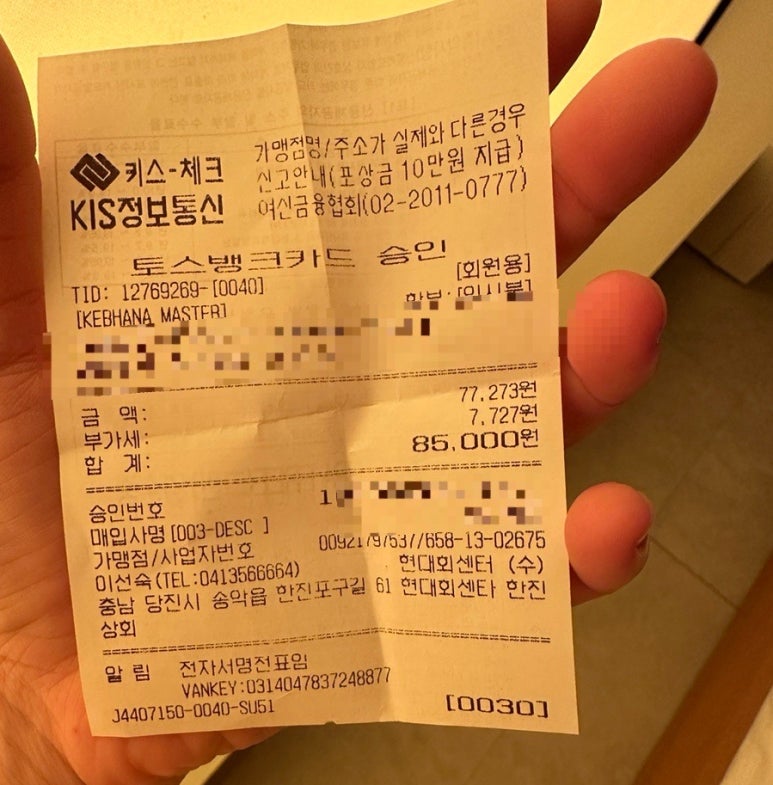 키스-체크
KIS정보통신
가맹점명/주소가 실제와 다른경우
신고안내(포상금 10만원 지급)
여신금융협회(02-2011-0777)
토스뱅크카드 승인
[회원용]
TID: 12769269-[0040]
할부:[일시불]
[KEBHANA MASTER]
금 액: 77,273원
부가세: 7,727원
합 계: 85,000원
승인번호
매입사명[003-DESC ]
가맹점/사업자번호 00921797537/658-13-02675
이선숙(TEL:0413566664) 현대회센터 (수)
충남 당진시 송악읍 한진포구길 61 현대회센타 한진
상회
알 림 전자서명전표임
VANKEY:0314047837248877
J4407150-0040-SU51 [0030]